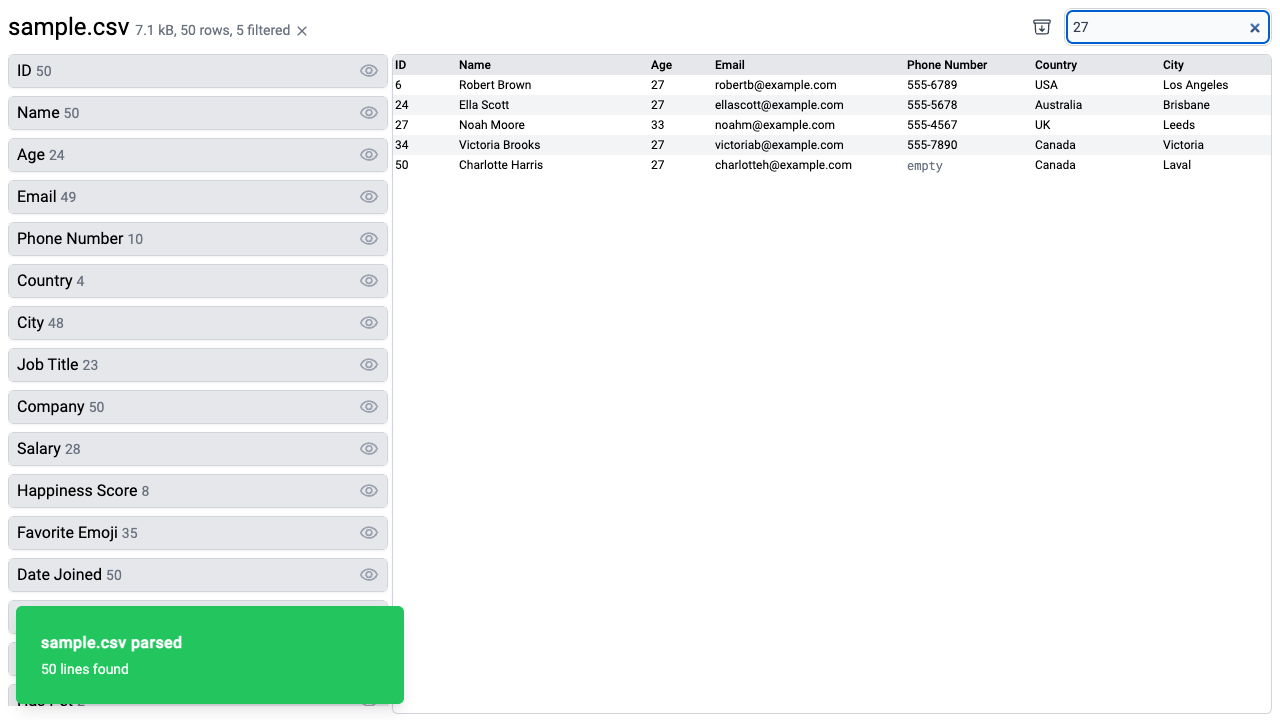 sample.csv 7.1 kB, 50 rows, 5 filtered
27
ID 50
Name 50
Age 24
Email 49
Phone Number 10
Country 4
City 48
Job Title 23
Company 50
Salary 28
Happiness Score 8
Favorite Emoji 35
Date Joined 50
sample.csv parsed
50 lines found
ID Name Age Email Phone Number Country City
6 Robert Brown 27 robertb@example.com 555-6789 USA Los Angeles
24 Ella Scott 27 ellascott@example.com 555-5678 Australia Brisbane
27 Noah Moore 33 noahm@example.com 555-4567 UK Leeds
34 Victoria Brooks 27 victoriab@example.com 555-7890 Canada Victoria
50 Charlotte Harris 27 charlotteh@example.com empty Canada Laval